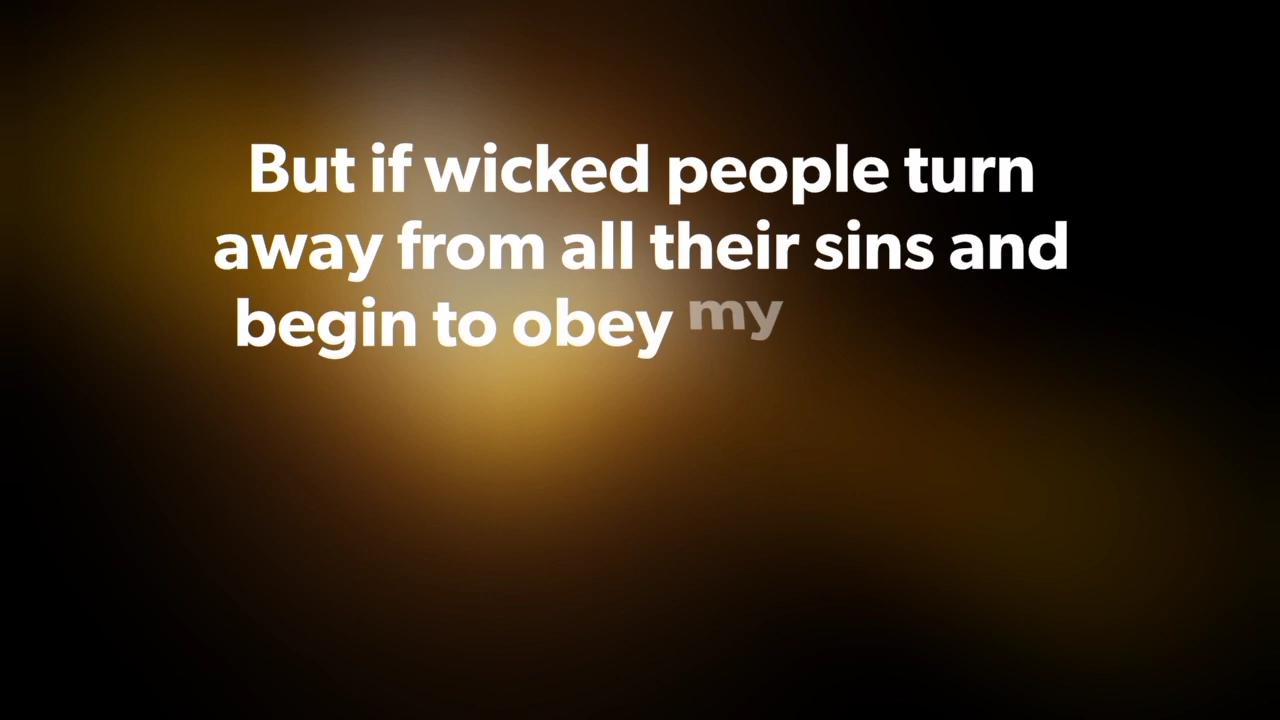 But if wicked people turn
away from all their sins and
begin to obey my